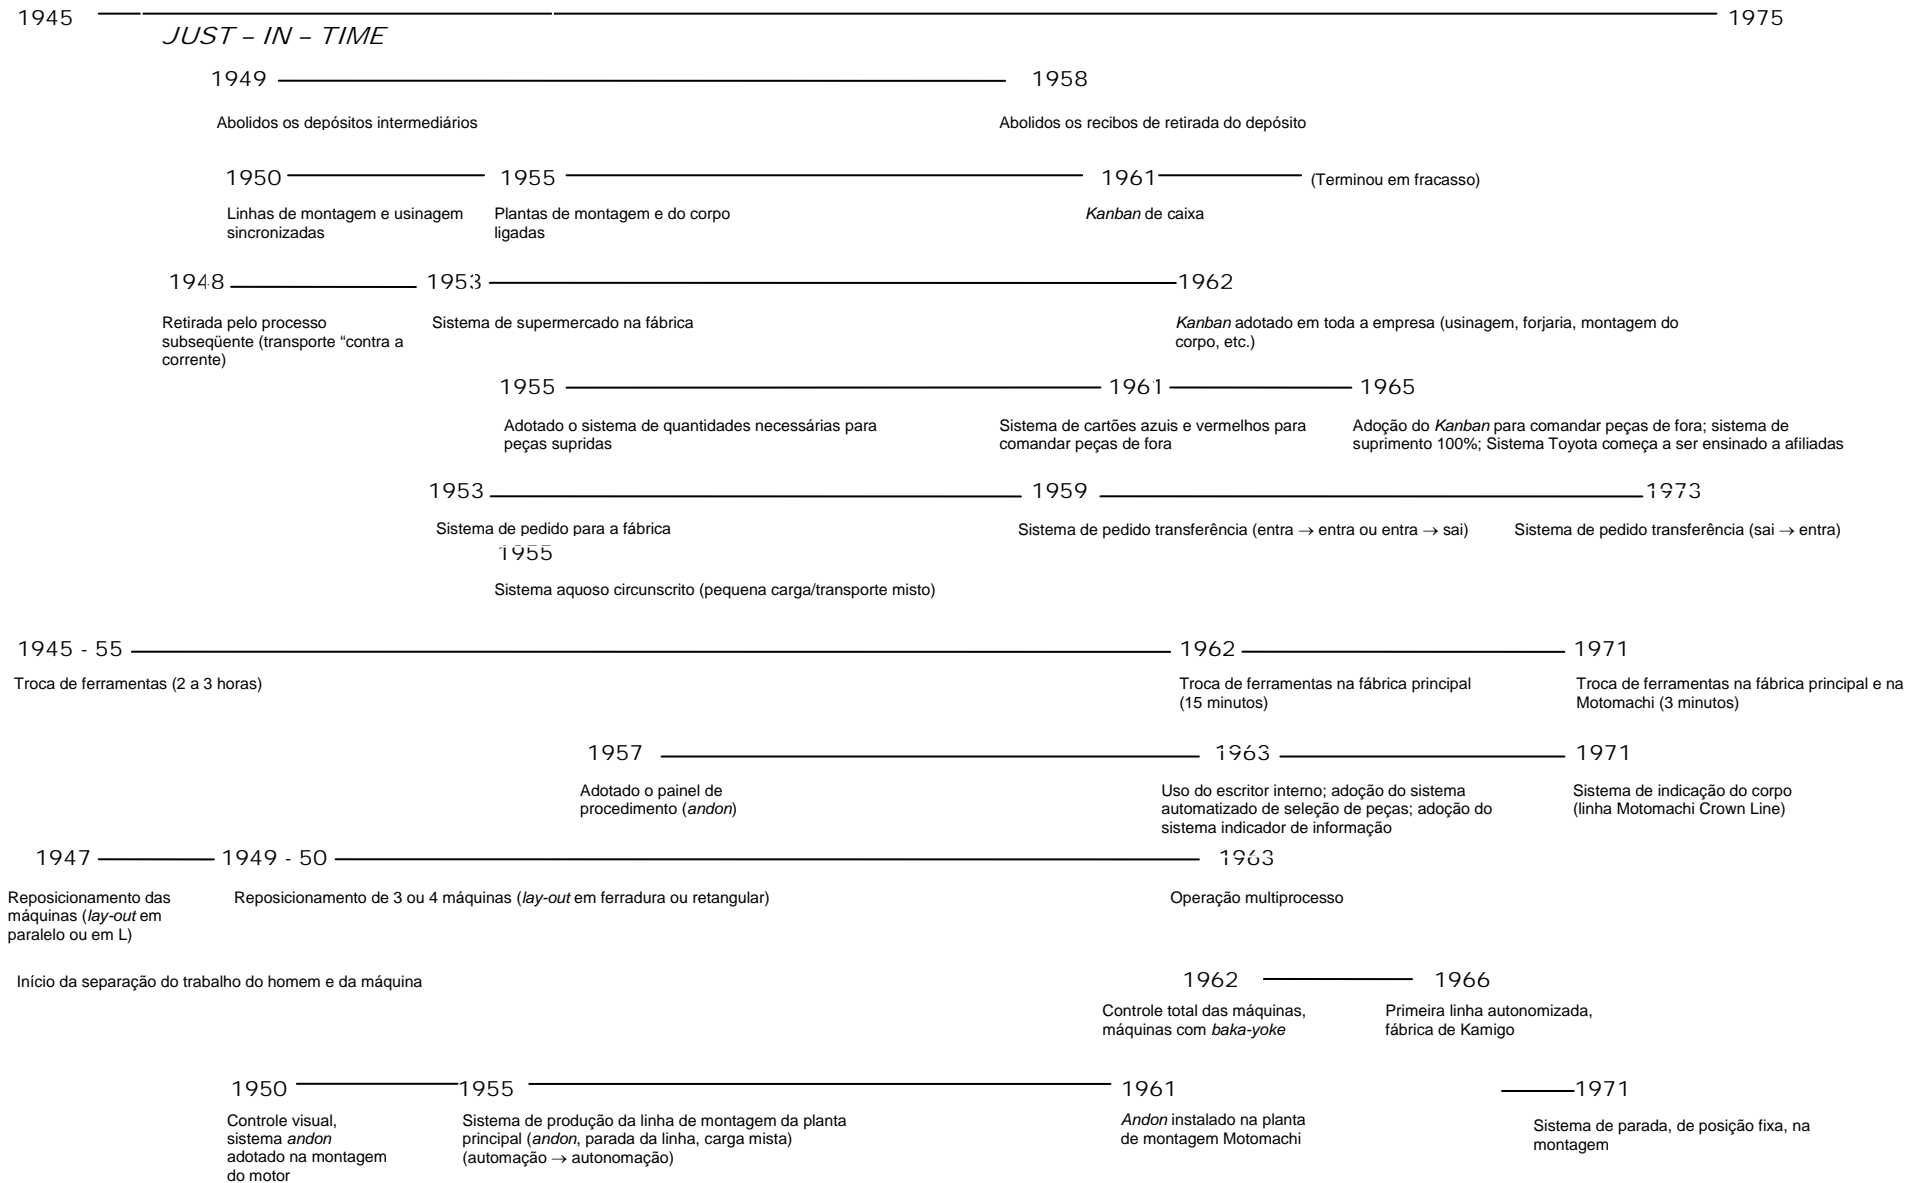 1945 1975
JUST – IN – TIME
1949 1958
Abolidos os depósitos intermediários Abolidos os recibos de retirada do depósito
1950 1955 1961 (Terminou em fracasso)
Linhas de montagem e usinagem
sincronizadas
Plantas de montagem e do corpo
ligadas
Kanban de caixa
1948 1953 1962
Retirada pelo processo
subseqüente (transporte “contra a
corrente)
Sistema de supermercado na fábrica
Kanban adotado em toda a empresa (usinagem, forjaria, montagem do
corpo, etc.)
1955 1961 1965
Adotado o sistema de quantidades necessárias para
peças supridas
Sistema de cartões azuis e vermelhos para
comandar peças de fora
Adoção do Kanban para comandar peças de fora; sistema de
suprimento 100%; Sistema Toyota começa a ser ensinado a afiliadas
1953 1959 1973
Sistema de pedido para a fábrica
Sistema de pedido transferência (entra → entra ou entra → sai)
Sistema de pedido transferência (sai → entra)
1955
Sistema aquoso circunscrito (pequena carga/transporte misto)
1945 - 55 1962 1971
Troca de ferramentas (2 a 3 horas)
Troca de ferramentas na fábrica principal
(15 minutos)
Troca de ferramentas na fábrica principal e na
Motomachi (3 minutos)
1957 1963 1971
Adotado o painel de
procedimento (andon)
Uso do escritor interno; adoção do sistema
automatizado de seleção de peças; adoção do
sistema indicador de informação
Sistema de indicação do corpo
(linha Motomachi Crown Line)
1947 1949 - 50 1963
Reposicionamento das
máquinas (lay-out em
paralelo ou em L)
Reposicionamento de 3 ou 4 máquinas (lay-out em ferradura ou retangular)
Operação multiprocesso
Início da separação do trabalho do homem e da máquina
1962 1966
Controle total das máquinas,
máquinas com baka-yoke
Primeira linha autonomizada,
fábrica de Kamigo
1950 1955 1961 1971
Controle visual,
sistema andon
adotado na montagem
do motor
Sistema de produção da linha de montagem da planta
principal (andon, parada da linha, carga mista)
(automação → autonomação)
Andon instalado na planta
de montagem Motomachi
Sistema de parada, de posição fixa, na
montagem